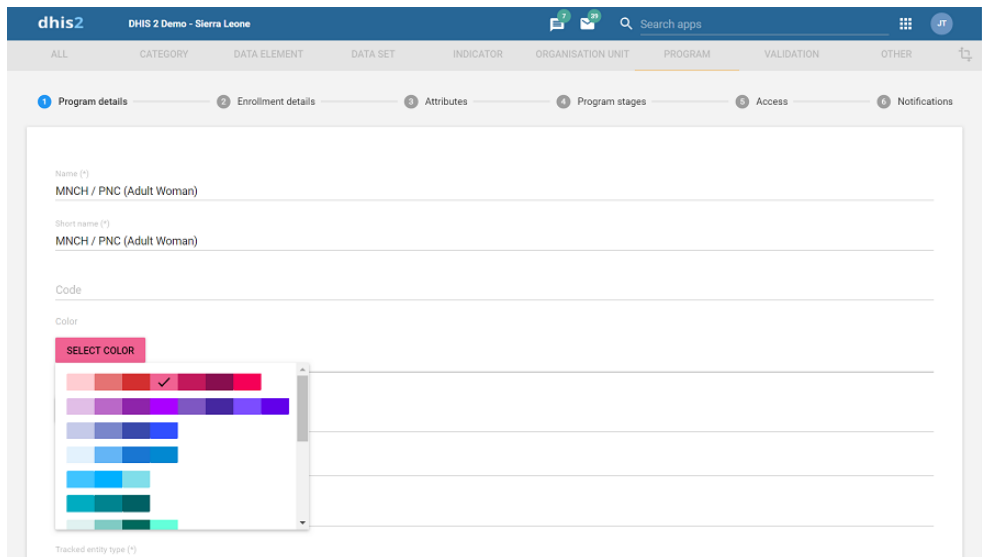 dhis2 DHIS 2 Demo - Sierra Leone 7 39 Search apps JT
ALL CATEGORY DATA ELEMENT DATA SET INDICATOR ORGANISATION UNIT PROGRAM VALIDATION OTHER
1 Program details 2 Enrollment details 3 Attributes 4 Program stages 5 Access 6 Notifications
Name (*)
MNCH / PNC (Adult Woman)
Short name (*)
MNCH / PNC (Adult Woman)
Code
Color
SELECT COLOR
Tracked entity type (*)